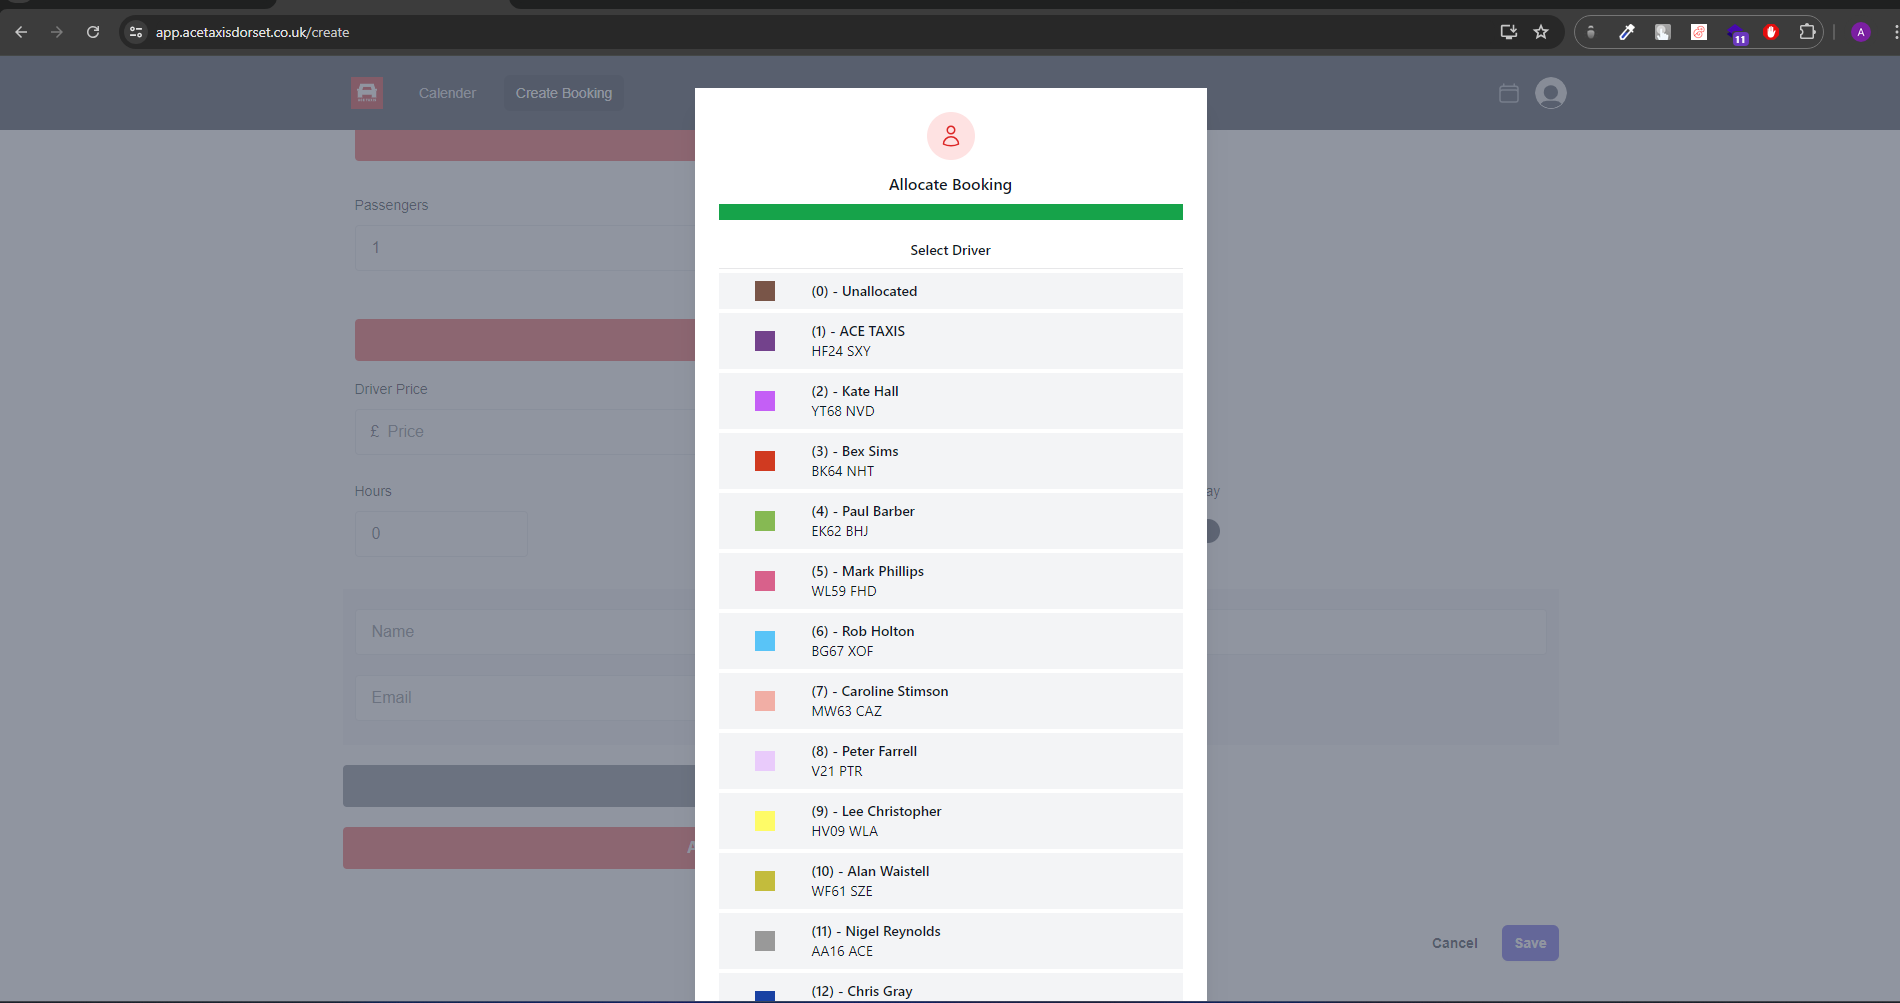 app.acetaxisdorset.co.uk/create
11
A
Calender
Create Booking
Allocate Booking
Select Driver
(0) - Unallocated
(1) - ACE TAXIS
HF24 SXY
(2) - Kate Hall
YT68 NVD
(3) - Bex Sims
BK64 NHT
(4) - Paul Barber
EK62 BHJ
(5) - Mark Phillips
WL59 FHD
(6) - Rob Holton
BG67 XOF
(7) - Caroline Stimson
MW63 CAZ
(8) - Peter Farrell
V21 PTR
(9) - Lee Christopher
HV09 WLA
(10) - Alan Waistell
WF61 SZE
(11) - Nigel Reynolds
AA16 ACE
(12) - Chris Gray
Passengers
1
Driver Price
£ Price
Hours
0
ay
Name
Email
Cancel
Save